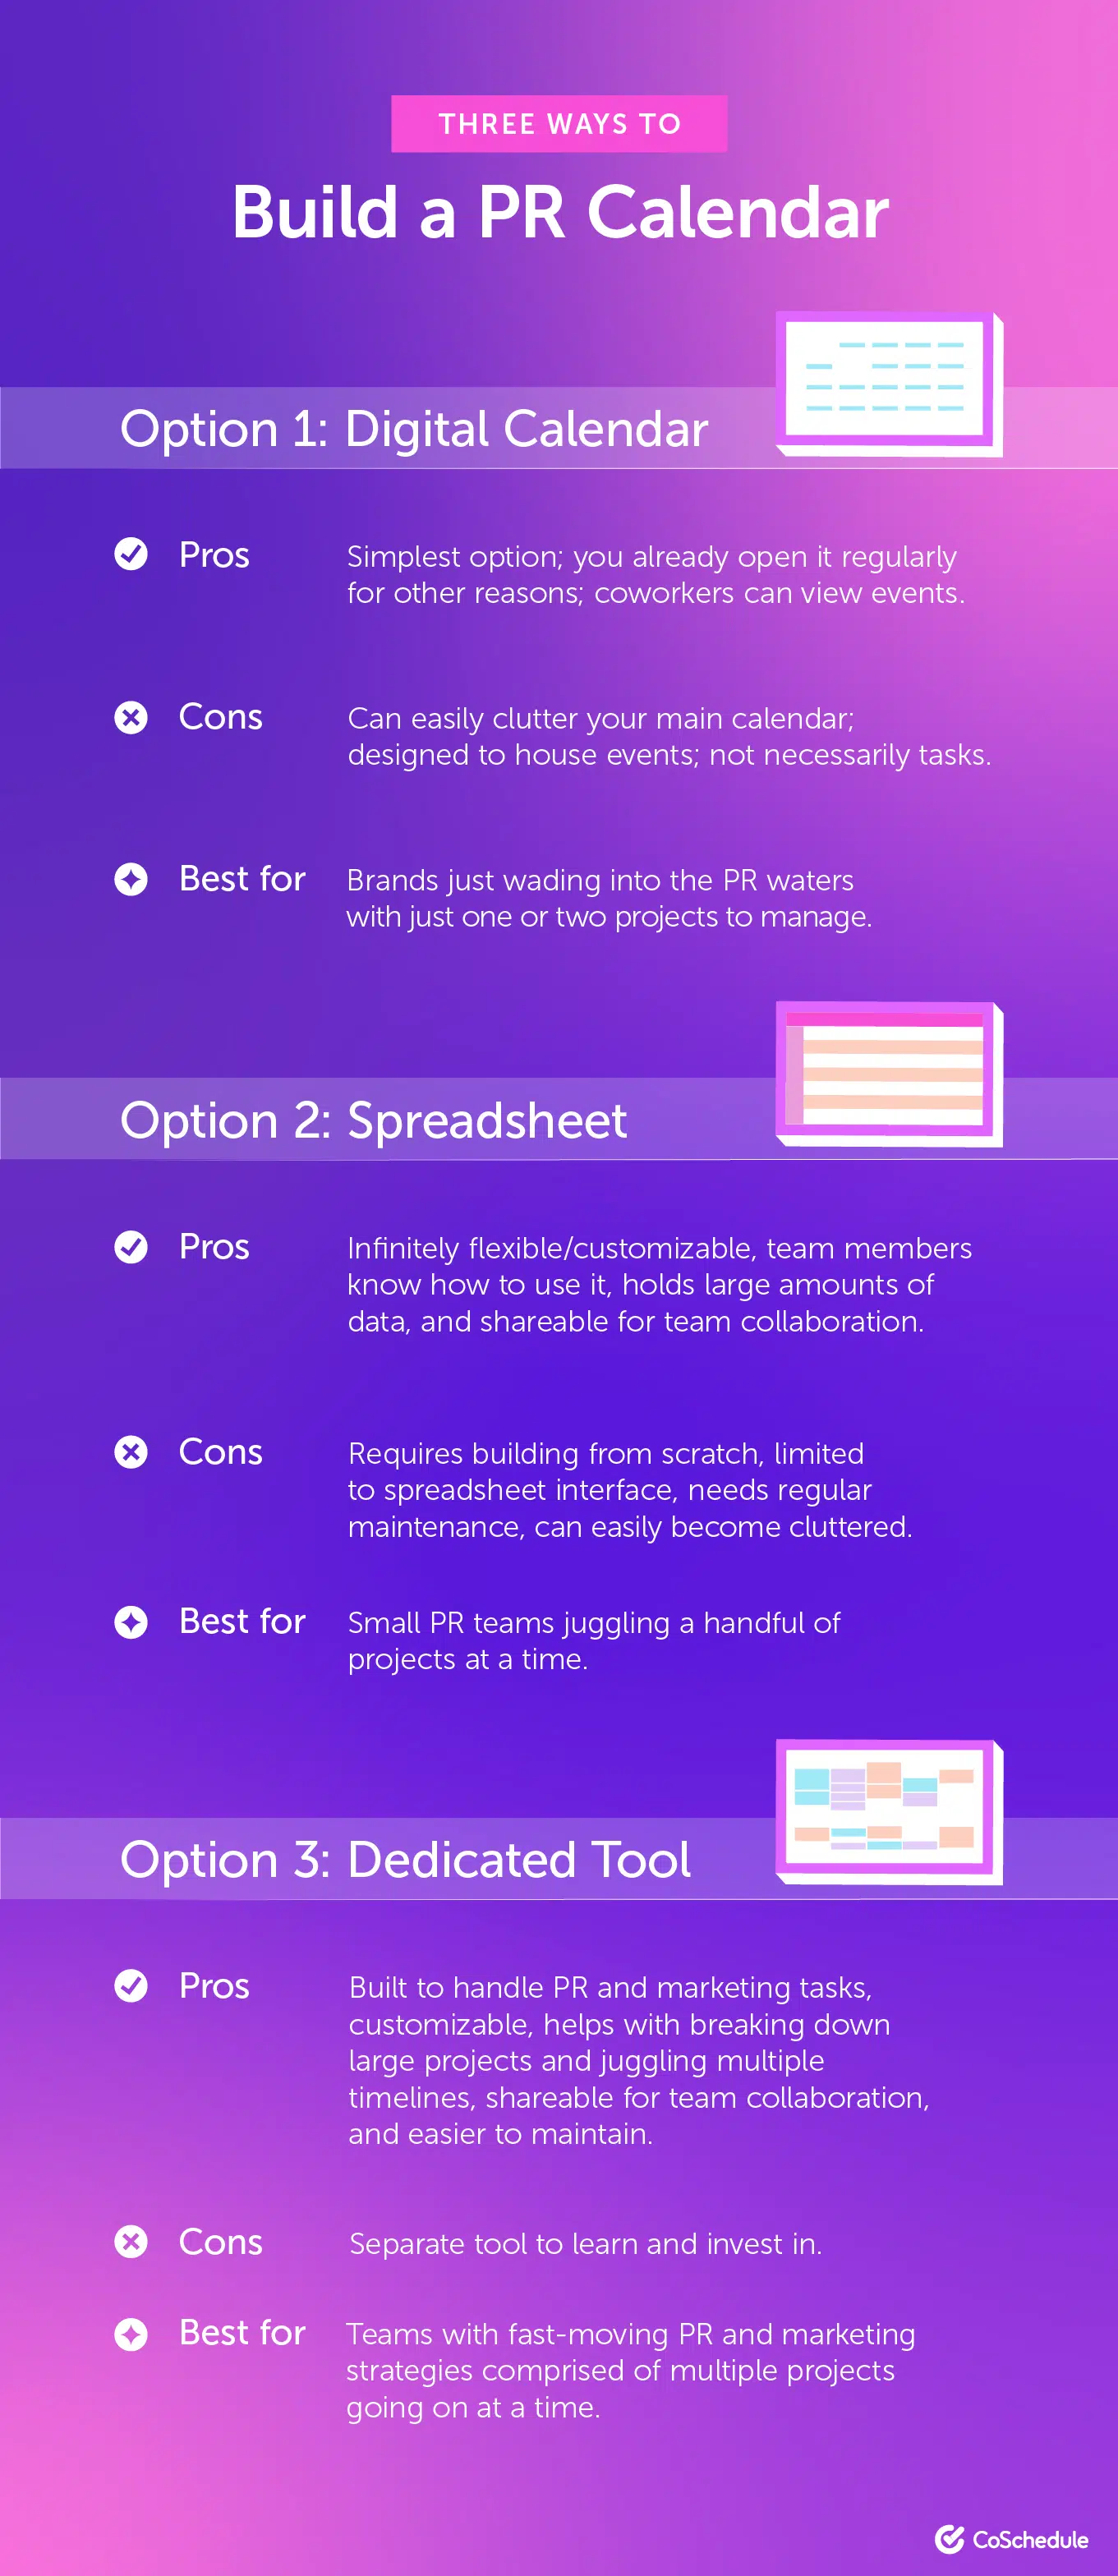 THREE WAYS TO
Build a PR Calendar
Option 1: Digital Calendar
Pros
Simplest option; you already open it regularly
for other reasons; coworkers can view events.
Cons
Can easily clutter your main calendar;
designed to house events; not necessarily tasks.
Best for
Brands just wading into the PR waters
with just one or two projects to manage.
Option 2: Spreadsheet
Pros
Infinitely flexible/customizable, team members
know how to use it, holds large amounts of
data, and shareable for team collaboration.
Cons
Requires building from scratch, limited
to spreadsheet interface, needs regular
maintenance, can easily become cluttered.
Best for
Small PR teams juggling a handful of
projects at a time.
Option 3: Dedicated Tool
Pros
Built to handle PR and marketing tasks,
customizable, helps with breaking down
large projects and juggling multiple
timelines, shareable for team collaboration,
and easier to maintain.
Cons
Separate tool to learn and invest in.
Best for
Teams with fast-moving PR and marketing
strategies comprised of multiple projects
going on at a time.
CoSchedule